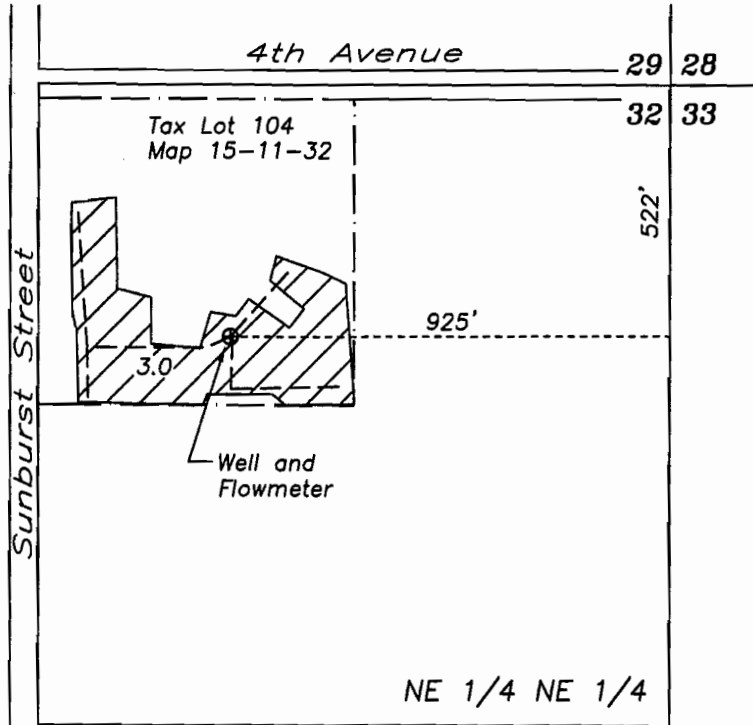 4th Avenue
29 28
32 33
Tax Lot 104
Map 15-11-32
522'
925'
3.0
Sunburst Street
Well and
Flowmeter
NE 1/4 NE 1/4